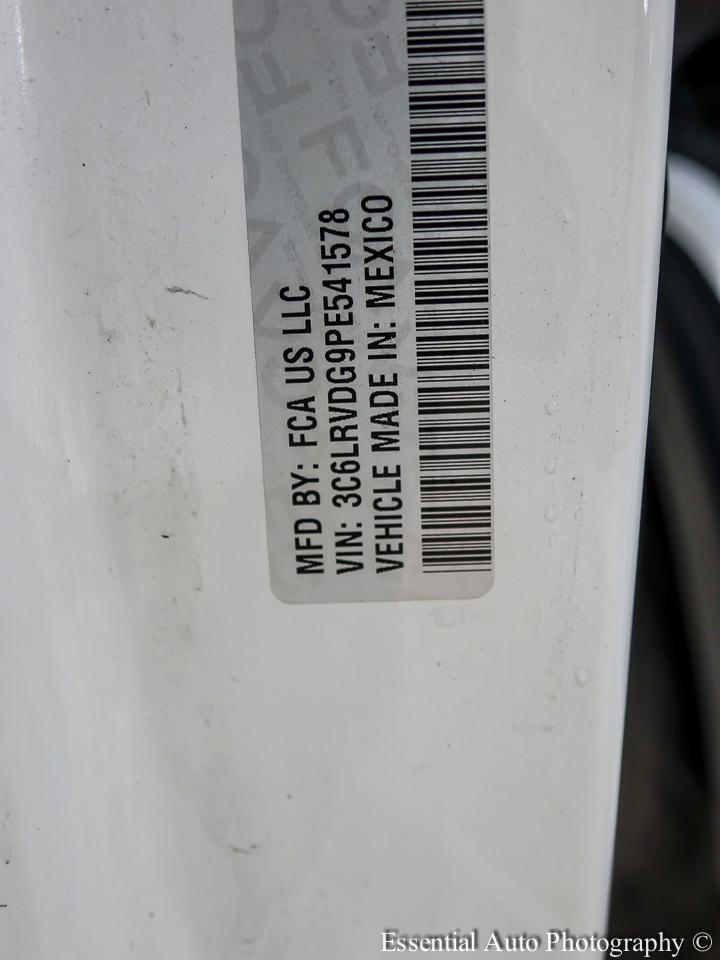 MFD BY: FCA US LLC
VIN: 3C6LRVDG9PE541578
VEHICLE MADE IN: MEXICO
Essential Auto Photography ©